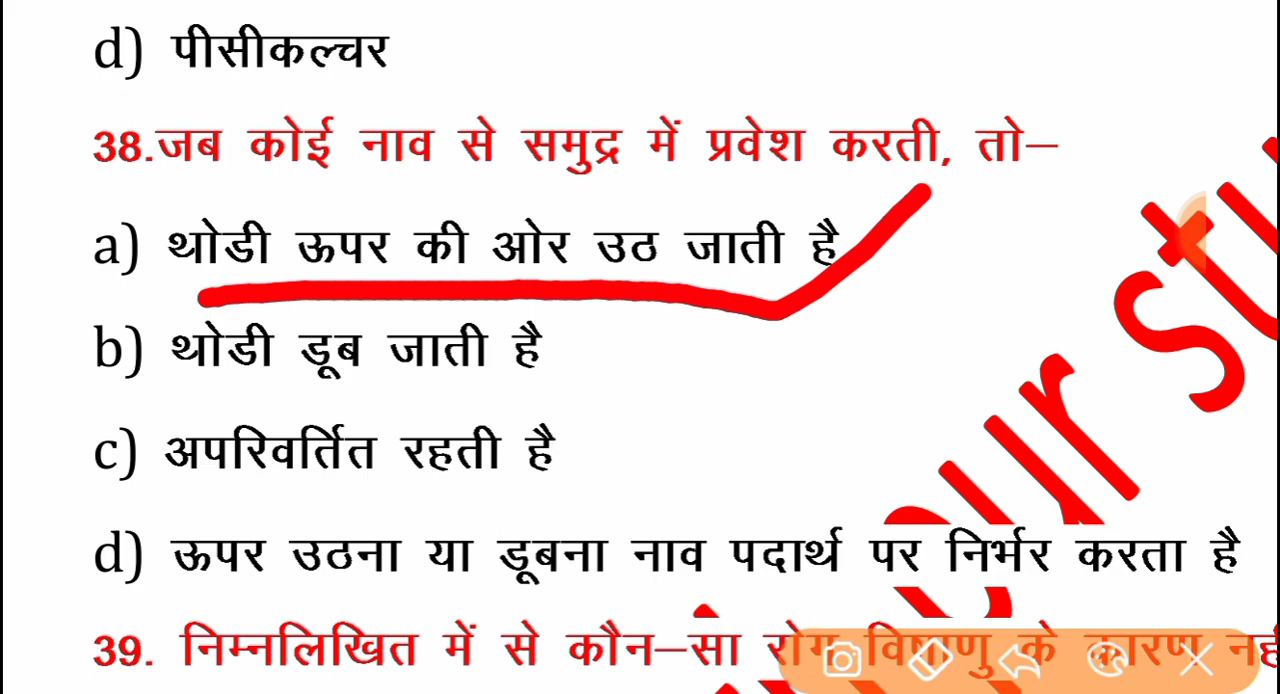 d) पीसीकल्चर
38.जब कोई नाव से समुद्र में प्रवेश करती, तो–
a) थोडी ऊपर की ओर उठ जाती है
b) थोडी डूब जाती है
c) अपरिवर्तित रहती है
d) ऊपर उठना या डूबना नाव पदार्थ पर निर्भर करता है
39. निम्नलिखित में से कौन–सा रोग विषाणु के कारण